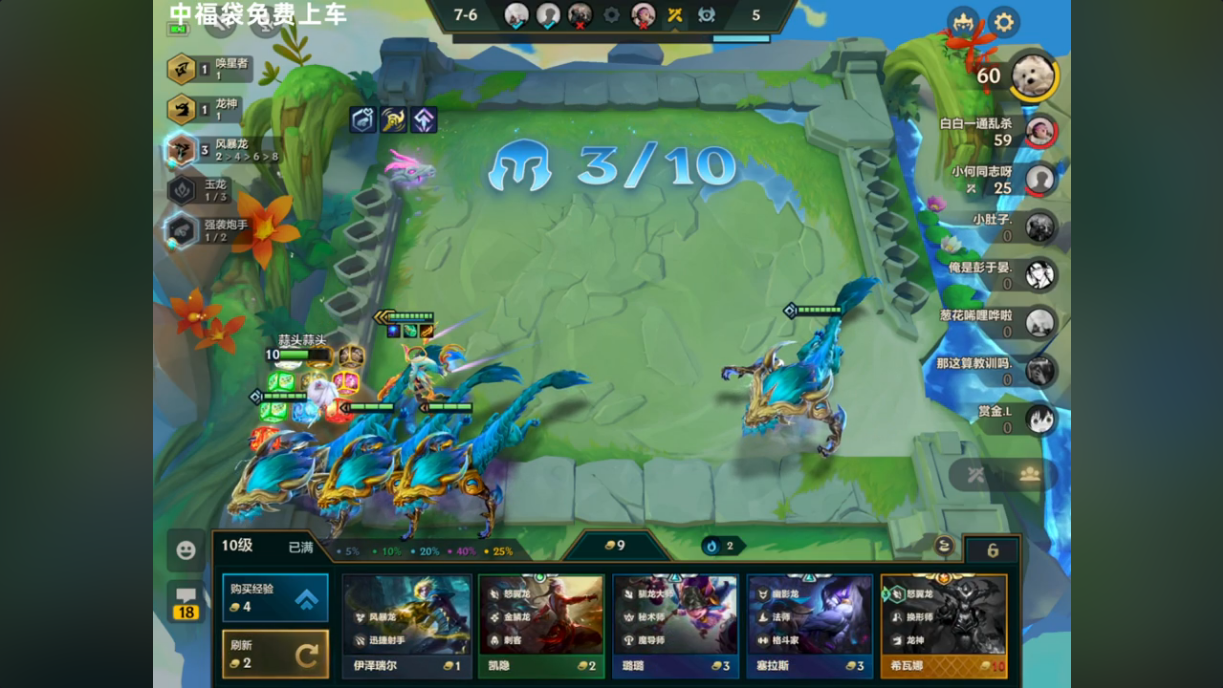 中福袋免费上车
7-6
5
1 唤星者
1
1 龙神
1
3 风暴龙
2 > 4 > 6 > 8
玉龙
1 / 3
强袭炮手
1 / 2
3/10
60
白白一通乱杀
59
小何同志呀
25
小肚子.
0
俺是彭于晏.
0
葱花唏哩哗啦
0
那这算教训吗.
0
赏金.L
0
蒜头蒜头
10
10级
已满
5%
10%
20%
40%
25%
9
2
6
18
购买经验
4
刷新
2
风暴龙
迅捷射手
伊泽瑞尔
1
怒翼龙
金鳞龙
刺客
凯隐
2
驯龙大师
秘术师
魔导师
璐璐
3
幽影龙
法师
格斗家
塞拉斯
3
怒翼龙
换形师
龙神
希瓦娜
10